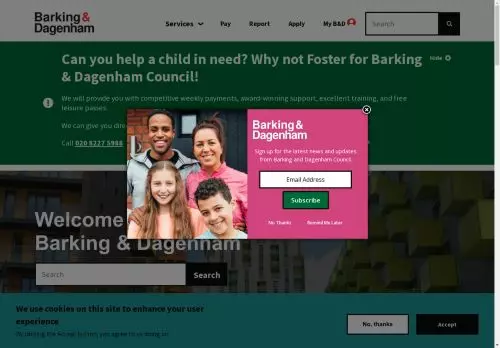 Barking &
Dagenham
Services
Pay
Report
Apply
My B&D
Search
Can you help a child in need? Why not Foster for Barking
& Dagenham Council!
Hide
We will provide you with competitive weekly payments, award-winning support, excellent training, and free
leisure passes.
We can give you dire
Call 020 8227 5988
Barking &
Dagenham
Sign up for the latest news and updates
from Barking and Dagenham Council.
Email Address
Subscribe
No Thanks
Remind Me Later
Welcome
Barking & Dagenham
Search
Search
We use cookies on this site to enhance your user
experience
By clicking the Accept button, you agree to us doing so.
No, thanks
Accept